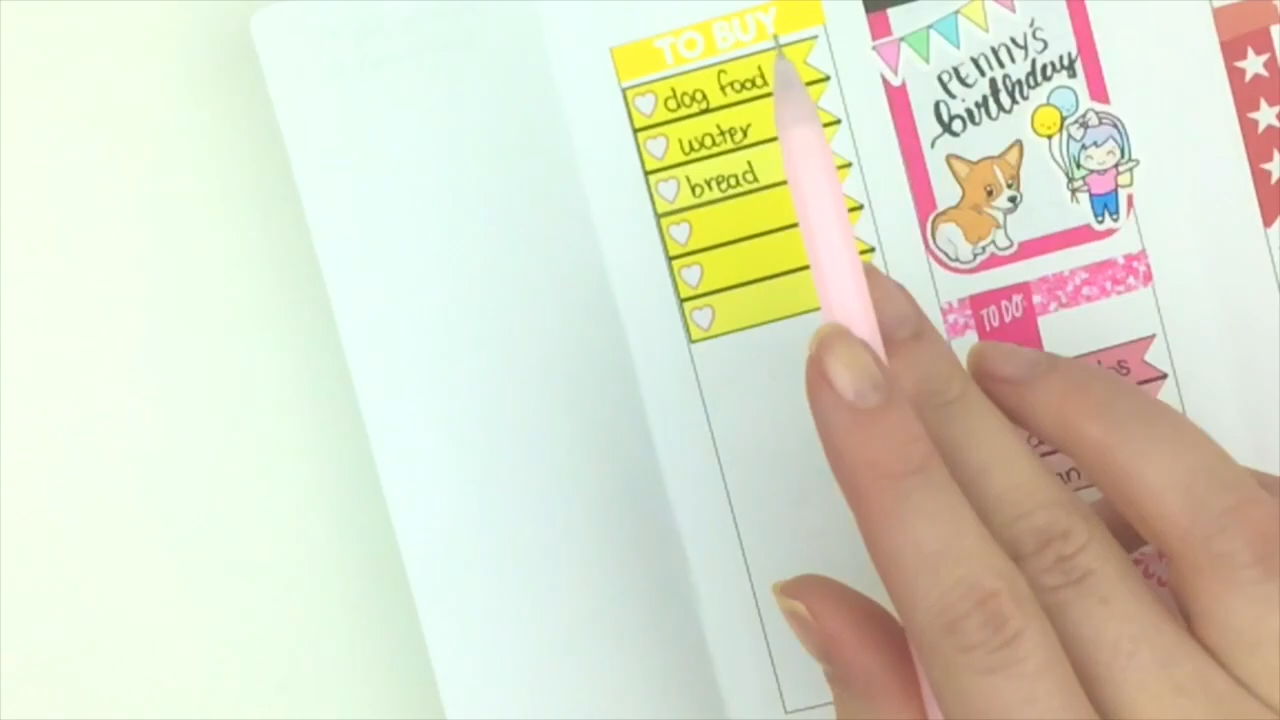 TO BUY
dog food
water
bread
PENNY'S
birthday
TO DO